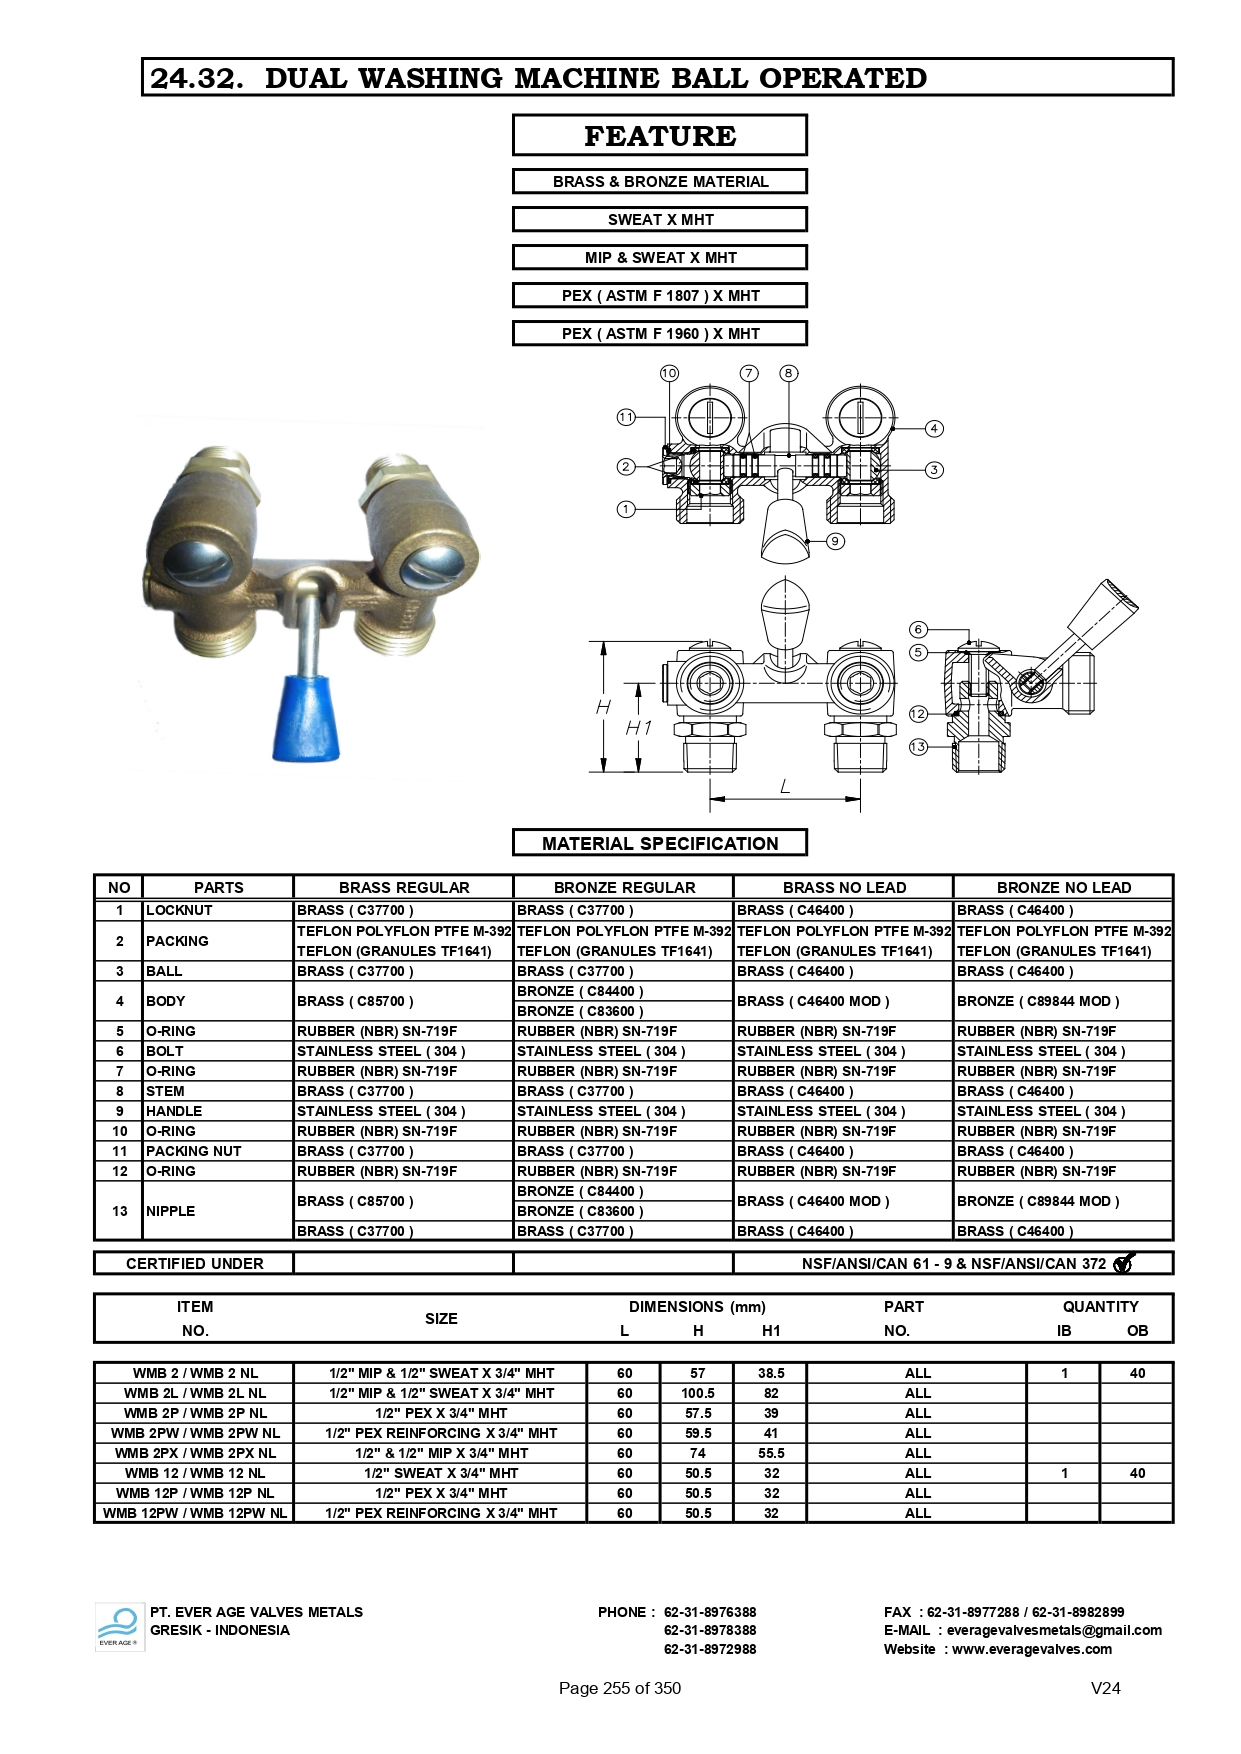 24.32. DUAL WASHING MACHINE BALL OPERATED
FEATURE
BRASS & BRONZE MATERIAL
SWEAT X MHT
MIP & SWEAT X MHT
PEX ( ASTM F 1807 ) X MHT
PEX ( ASTM F 1960 ) X MHT
10 7 8
11 4
2 3
1
9
6
5
H H1 12
13
L
MATERIAL SPECIFICATION
NO PARTS BRASS REGULAR BRONZE REGULAR BRASS NO LEAD BRONZE NO LEAD
1 LOCKNUT BRASS ( C37700 ) BRASS ( C37700 ) BRASS ( C46400 ) BRASS ( C46400 )
2 PACKING TEFLON POLYFLON PTFE M-392 TEFLON POLYFLON PTFE M-392 TEFLON POLYFLON PTFE M-392 TEFLON POLYFLON PTFE M-392
TEFLON (GRANULES TF1641) TEFLON (GRANULES TF1641) TEFLON (GRANULES TF1641) TEFLON (GRANULES TF1641)
3 BALL BRASS ( C37700 ) BRASS ( C37700 ) BRASS ( C46400 ) BRASS ( C46400 )
4 BODY BRASS ( C85700 ) BRONZE ( C84400 ) BRASS ( C46400 MOD ) BRONZE ( C89844 MOD )
BRONZE ( C83600 )
5 O-RING RUBBER (NBR) SN-719F RUBBER (NBR) SN-719F RUBBER (NBR) SN-719F RUBBER (NBR) SN-719F
6 BOLT STAINLESS STEEL ( 304 ) STAINLESS STEEL ( 304 ) STAINLESS STEEL ( 304 ) STAINLESS STEEL ( 304 )
7 O-RING RUBBER (NBR) SN-719F RUBBER (NBR) SN-719F RUBBER (NBR) SN-719F RUBBER (NBR) SN-719F
8 STEM BRASS ( C37700 ) BRASS ( C37700 ) BRASS ( C46400 ) BRASS ( C46400 )
9 HANDLE STAINLESS STEEL ( 304 ) STAINLESS STEEL ( 304 ) STAINLESS STEEL ( 304 ) STAINLESS STEEL ( 304 )
10 O-RING RUBBER (NBR) SN-719F RUBBER (NBR) SN-719F RUBBER (NBR) SN-719F RUBBER (NBR) SN-719F
11 PACKING NUT BRASS ( C37700 ) BRASS ( C37700 ) BRASS ( C46400 ) BRASS ( C46400 )
12 O-RING RUBBER (NBR) SN-719F RUBBER (NBR) SN-719F RUBBER (NBR) SN-719F RUBBER (NBR) SN-719F
13 NIPPLE BRASS ( C85700 ) BRONZE ( C84400 ) BRASS ( C46400 MOD ) BRONZE ( C89844 MOD )
BRONZE ( C83600 )
BRASS ( C37700 ) BRASS ( C37700 ) BRASS ( C46400 ) BRASS ( C46400 )
CERTIFIED UNDER NSF/ANSI/CAN 61 - 9 & NSF/ANSI/CAN 372
ITEM NO. SIZE DIMENSIONS (mm) PART NO. QUANTITY
L H H1 IB OB
WMB 2 / WMB 2 NL 1/2" MIP & 1/2" SWEAT X 3/4" MHT 60 57 38.5 ALL 1 40
WMB 2L / WMB 2L NL 1/2" MIP & 1/2" SWEAT X 3/4" MHT 60 100.5 82 ALL
WMB 2P / WMB 2P NL 1/2" PEX X 3/4" MHT 60 57.5 39 ALL
WMB 2PW / WMB 2PW NL 1/2" PEX REINFORCING X 3/4" MHT 60 59.5 41 ALL
WMB 2PX / WMB 2PX NL 1/2" & 1/2" MIP X 3/4" MHT 60 74 55.5 ALL
WMB 12 / WMB 12 NL 1/2" SWEAT X 3/4" MHT 60 50.5 32 ALL 1 40
WMB 12P / WMB 12P NL 1/2" PEX X 3/4" MHT 60 50.5 32 ALL
WMB 12PW / WMB 12PW NL 1/2" PEX REINFORCING X 3/4" MHT 60 50.5 32 ALL
EVER AGE ®
PT. EVER AGE VALVES METALS PHONE : 62-31-8976388 FAX : 62-31-8977288 / 62-31-8982899
GRESIK - INDONESIA 62-31-8978388 E-MAIL : everagevalvesmetals@gmail.com
62-31-8972988 Website : www.everagevalves.com
Page 255 of 350 V24